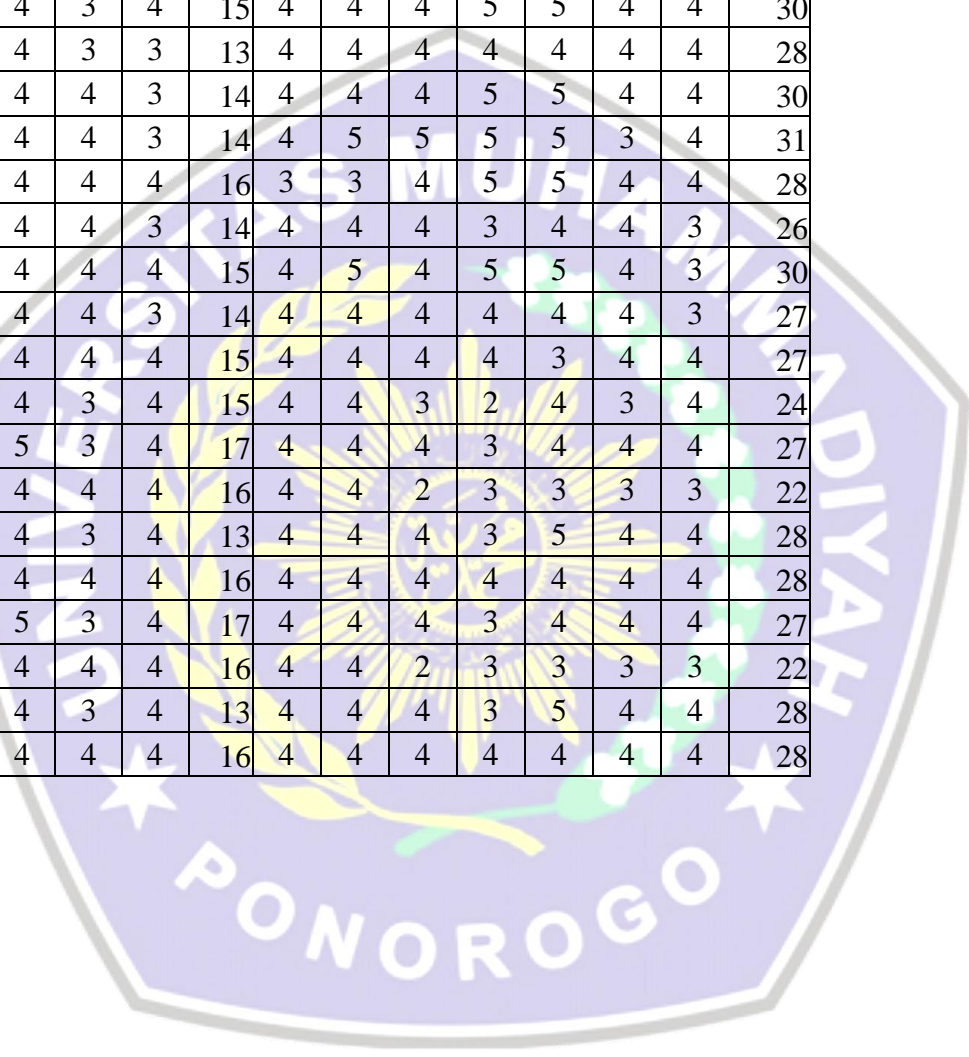 4 3 4 15 4 4 4 5 5 4 4 30
4 3 3 13 4 4 4 4 4 4 4 28
4 4 3 14 4 4 4 5 5 4 4 30
4 4 3 14 4 5 5 5 5 3 4 31
4 4 4 16 3 3 4 5 5 4 4 28
4 4 3 14 4 4 4 3 4 4 3 26
4 4 4 15 4 5 4 5 5 4 3 30
4 4 3 14 4 4 4 4 4 4 3 27
4 4 4 15 4 4 4 4 3 4 4 27
4 3 4 15 4 4 3 2 4 3 4 24
5 3 4 17 4 4 4 3 4 4 4 27
4 4 4 16 4 4 2 3 3 3 3 22
4 3 4 13 4 4 4 3 5 4 4 28
4 4 4 16 4 4 4 4 4 4 4 28
5 3 4 17 4 4 4 3 4 4 4 27
4 4 4 16 4 4 2 3 3 3 3 22
4 3 4 13 4 4 4 3 5 4 4 28
4 4 4 16 4 4 4 4 4 4 4 28
UNIVERSITAS MUHAMMADIYAH
PONOROGO